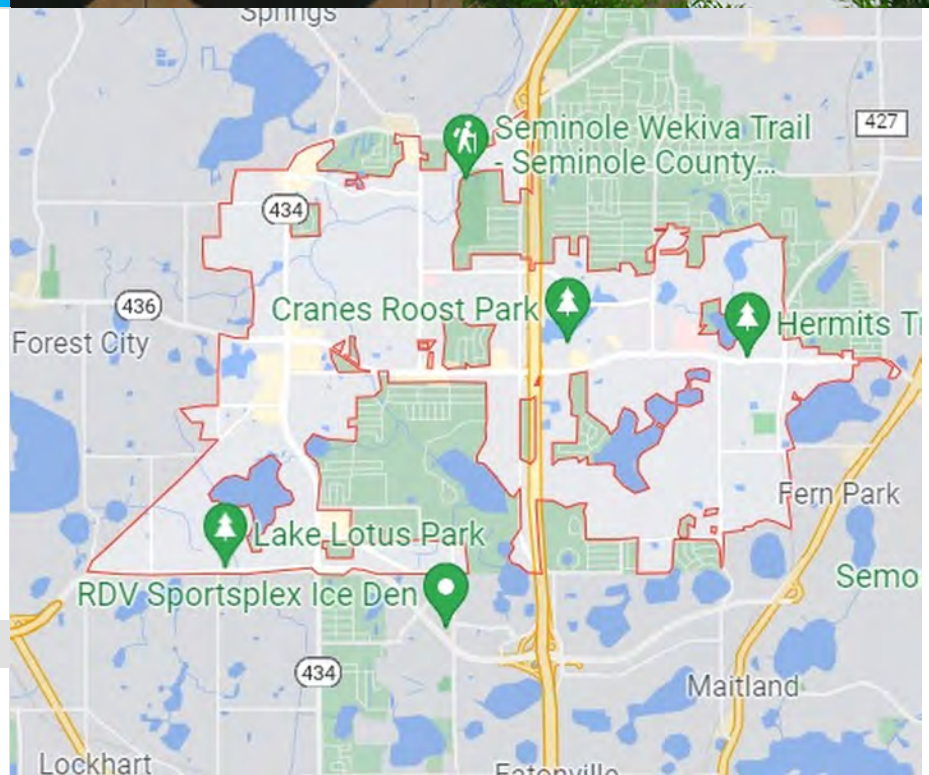 Springs
Seminole Wekiva Trail
- Seminole County...
427
434
436
Cranes Roost Park
Hermits Tr
Forest City
Fern Park
Lake Lotus Park
RDV Sportsplex Ice Den
Semo
434
Maitland
Lockhart
Eatonville